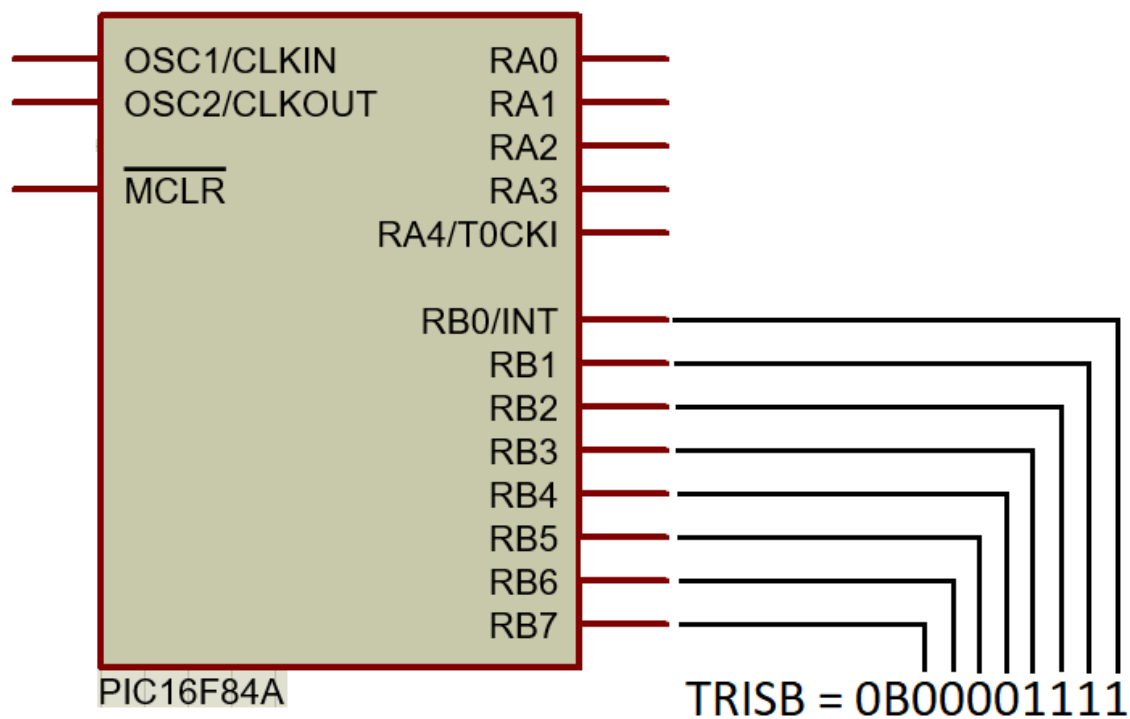 OSC1/CLKIN RA0
OSC2/CLKOUT RA1
RA2
MCLR RA3
RA4/T0CKI
RB0/INT
RB1
RB2
RB3
RB4
RB5
RB6
RB7
PIC16F84A
TRISB = 0B00001111